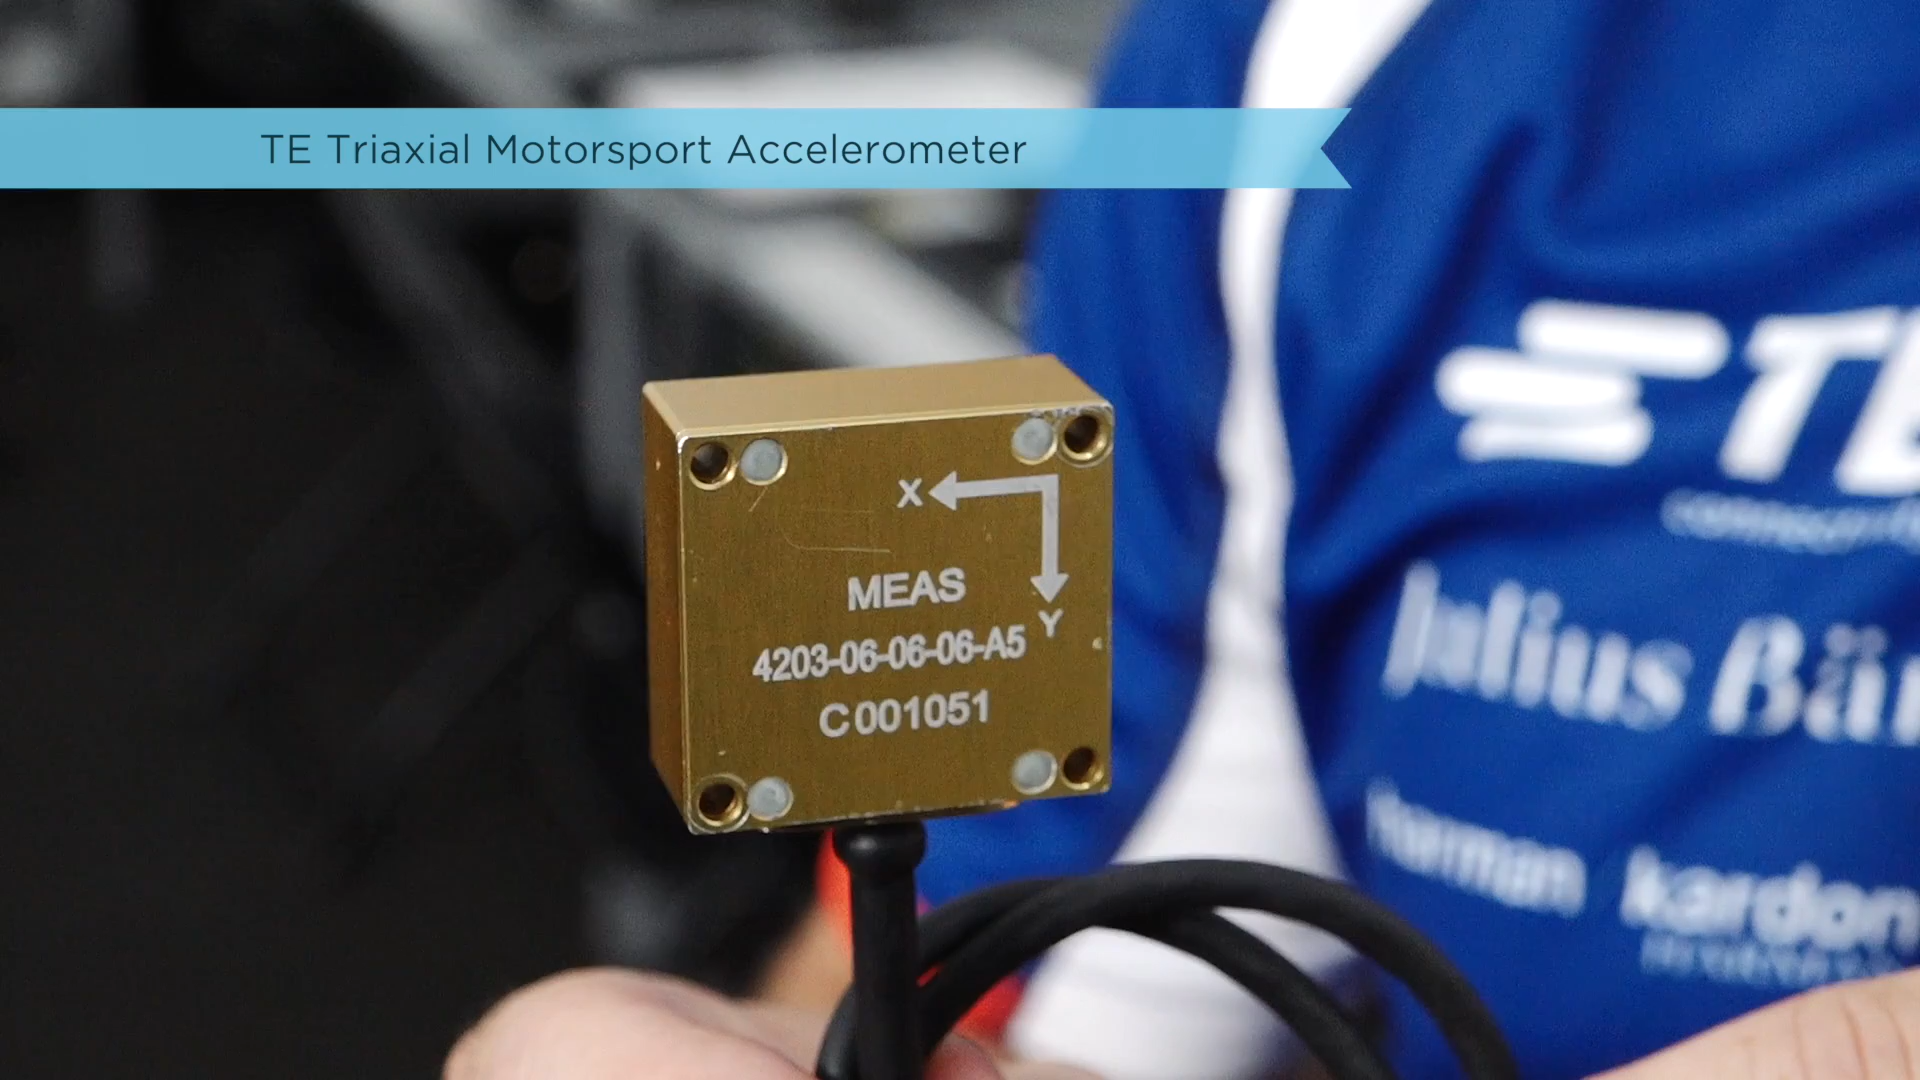 TE Triaxial Motorsport Accelerometer
X
Y
MEAS
4203-06-06-06-A5
C001051
TE
Julius Bär
harman
kardon